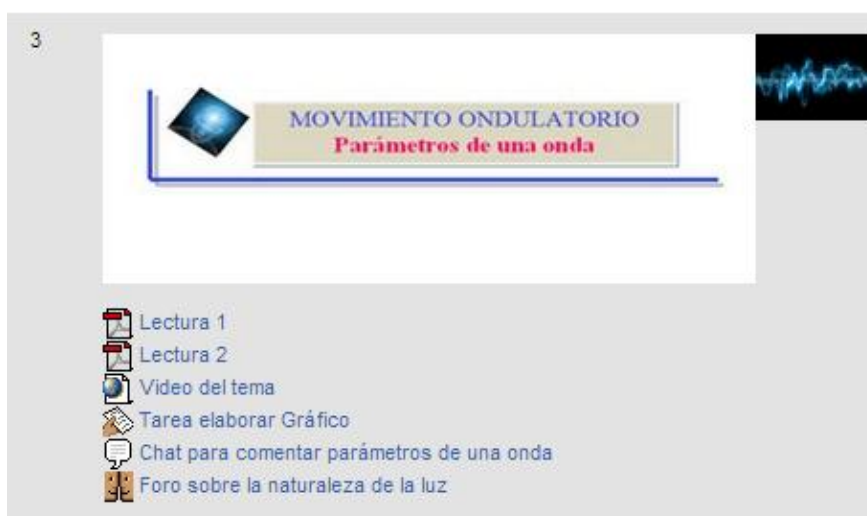 3
MOVIMIENTO ONDULATORIO
Parámetros de una onda
Lectura 1
Lectura 2
Video del tema
Tarea elaborar Gráfico
Chat para comentar parámetros de una onda
Foro sobre la naturaleza de la luz